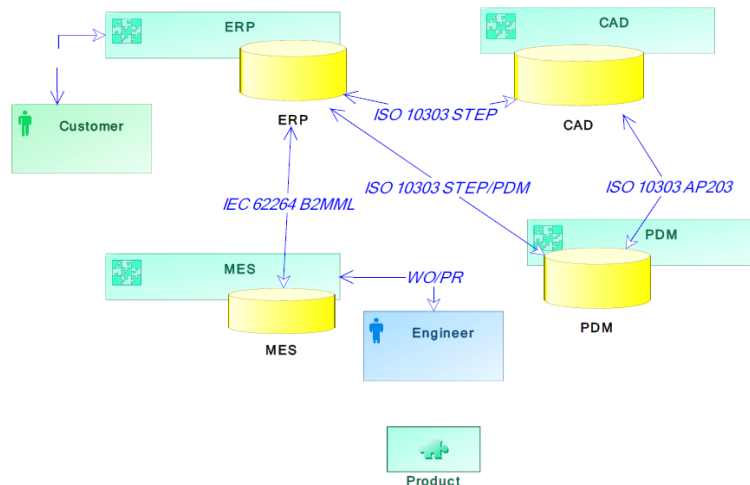 ERP
CAD
Customer
ERP
ISO 10303 STEP
CAD
ISO 10303 STEP/PDM
ISO 10303 AP203
IEC 62264 B2MML
PDM
MES
WO/PR
MES
Engineer
PDM
Product